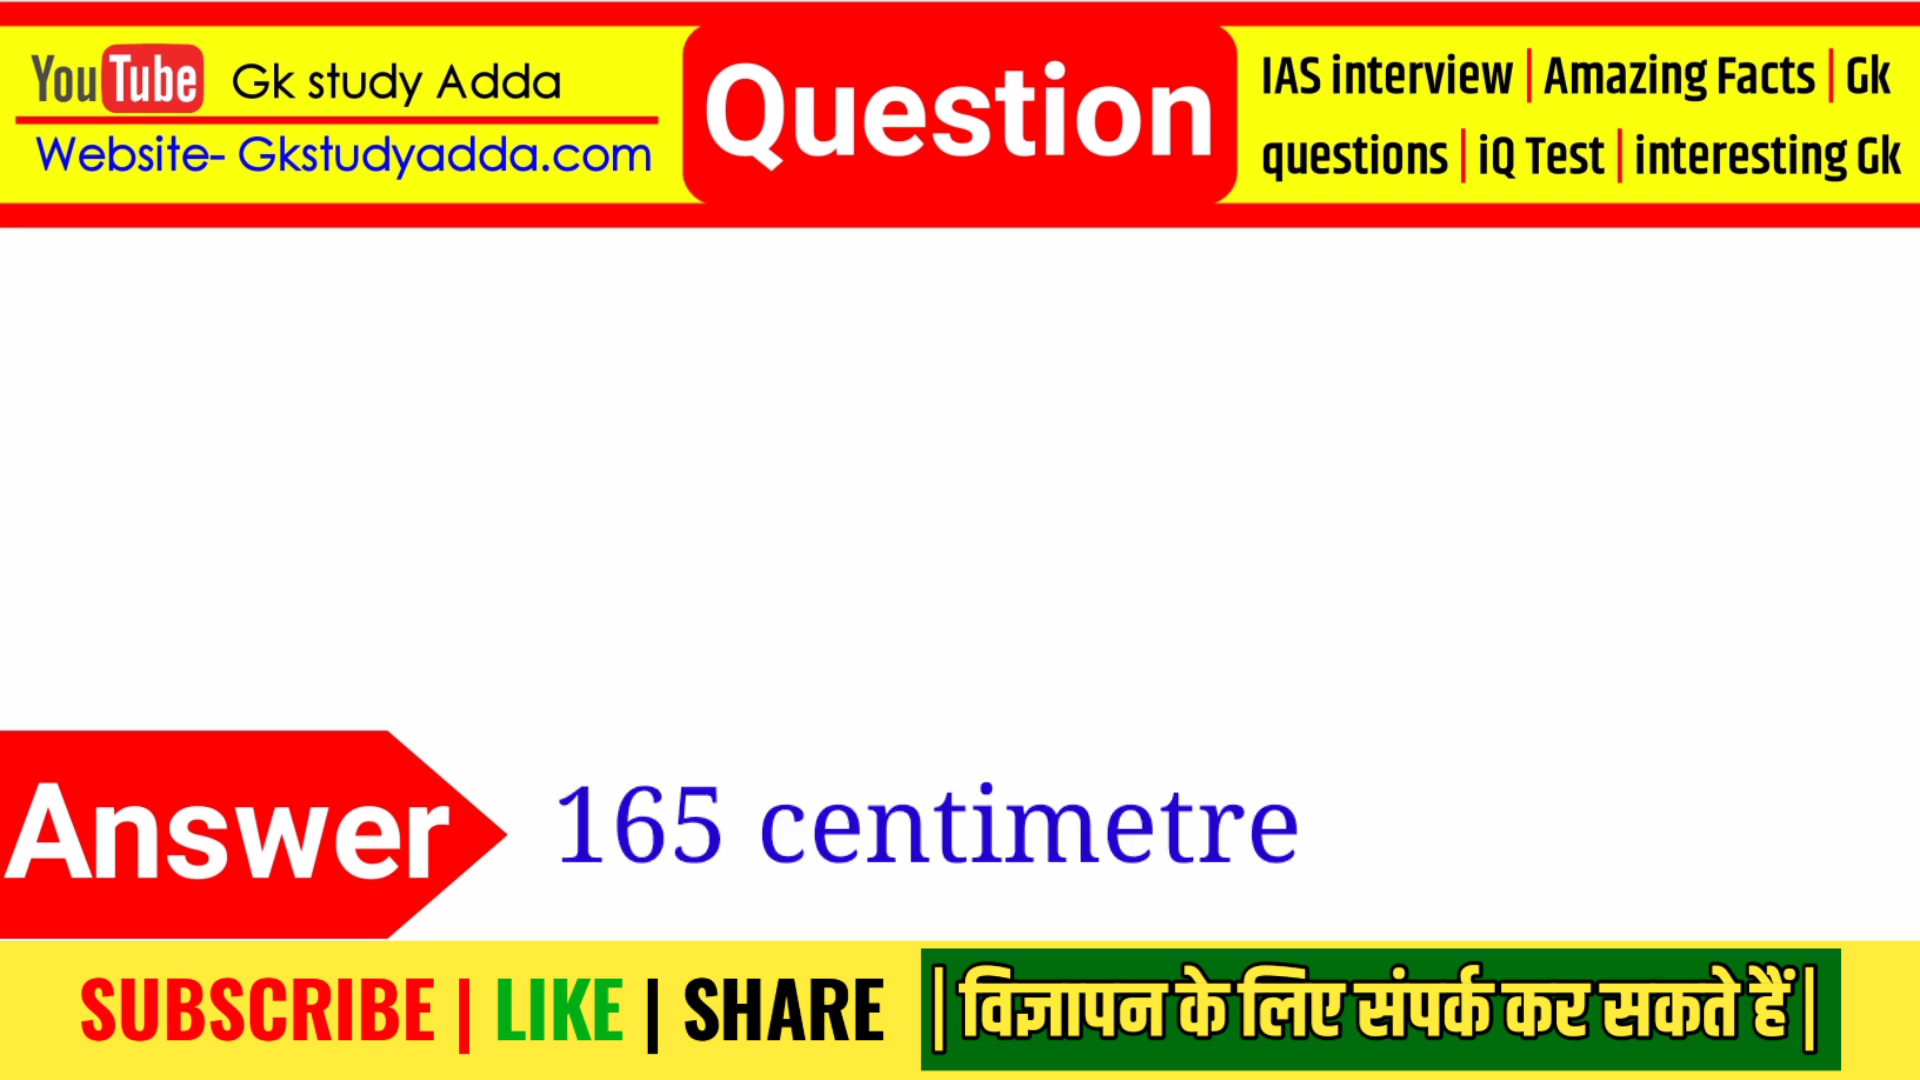 YouTube Gk study Adda
Website- Gkstudyadda.com
Question
IAS interview | Amazing Facts | Gk
questions | iQ Test | interesting Gk
Answer
165 centimetre
SUBSCRIBE | LIKE | SHARE
| विज्ञापन के लिए संपर्क कर सकते हैं |